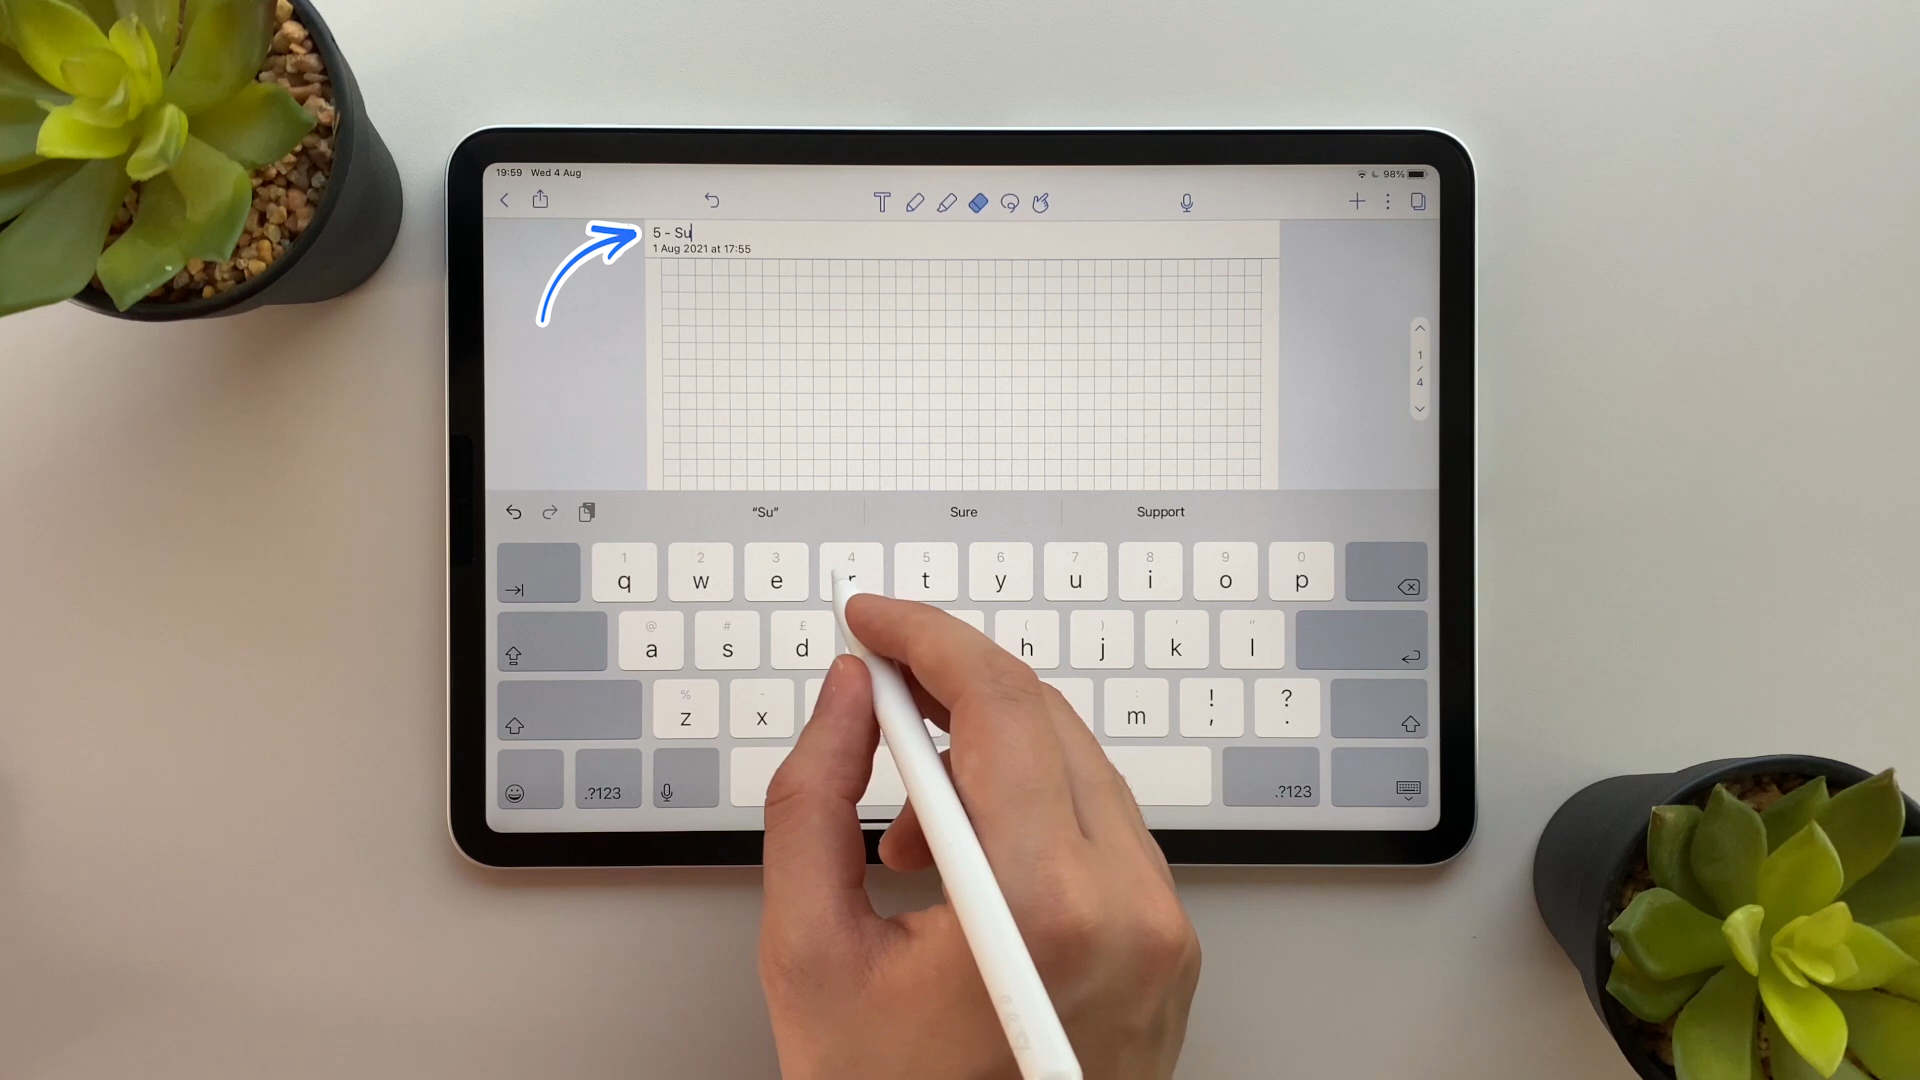 19:59 Wed 4 Aug
98%
5 - Su
1 Aug 2021 at 17:55
1
/
4
“Su” Sure Support
1 2 3 4 5 6 7 8 9 0
q w e r t y u i o p
@ # £ ( ) ' "
a s d h j k l
% - : ! ?
z x m , .
.?123 .?123